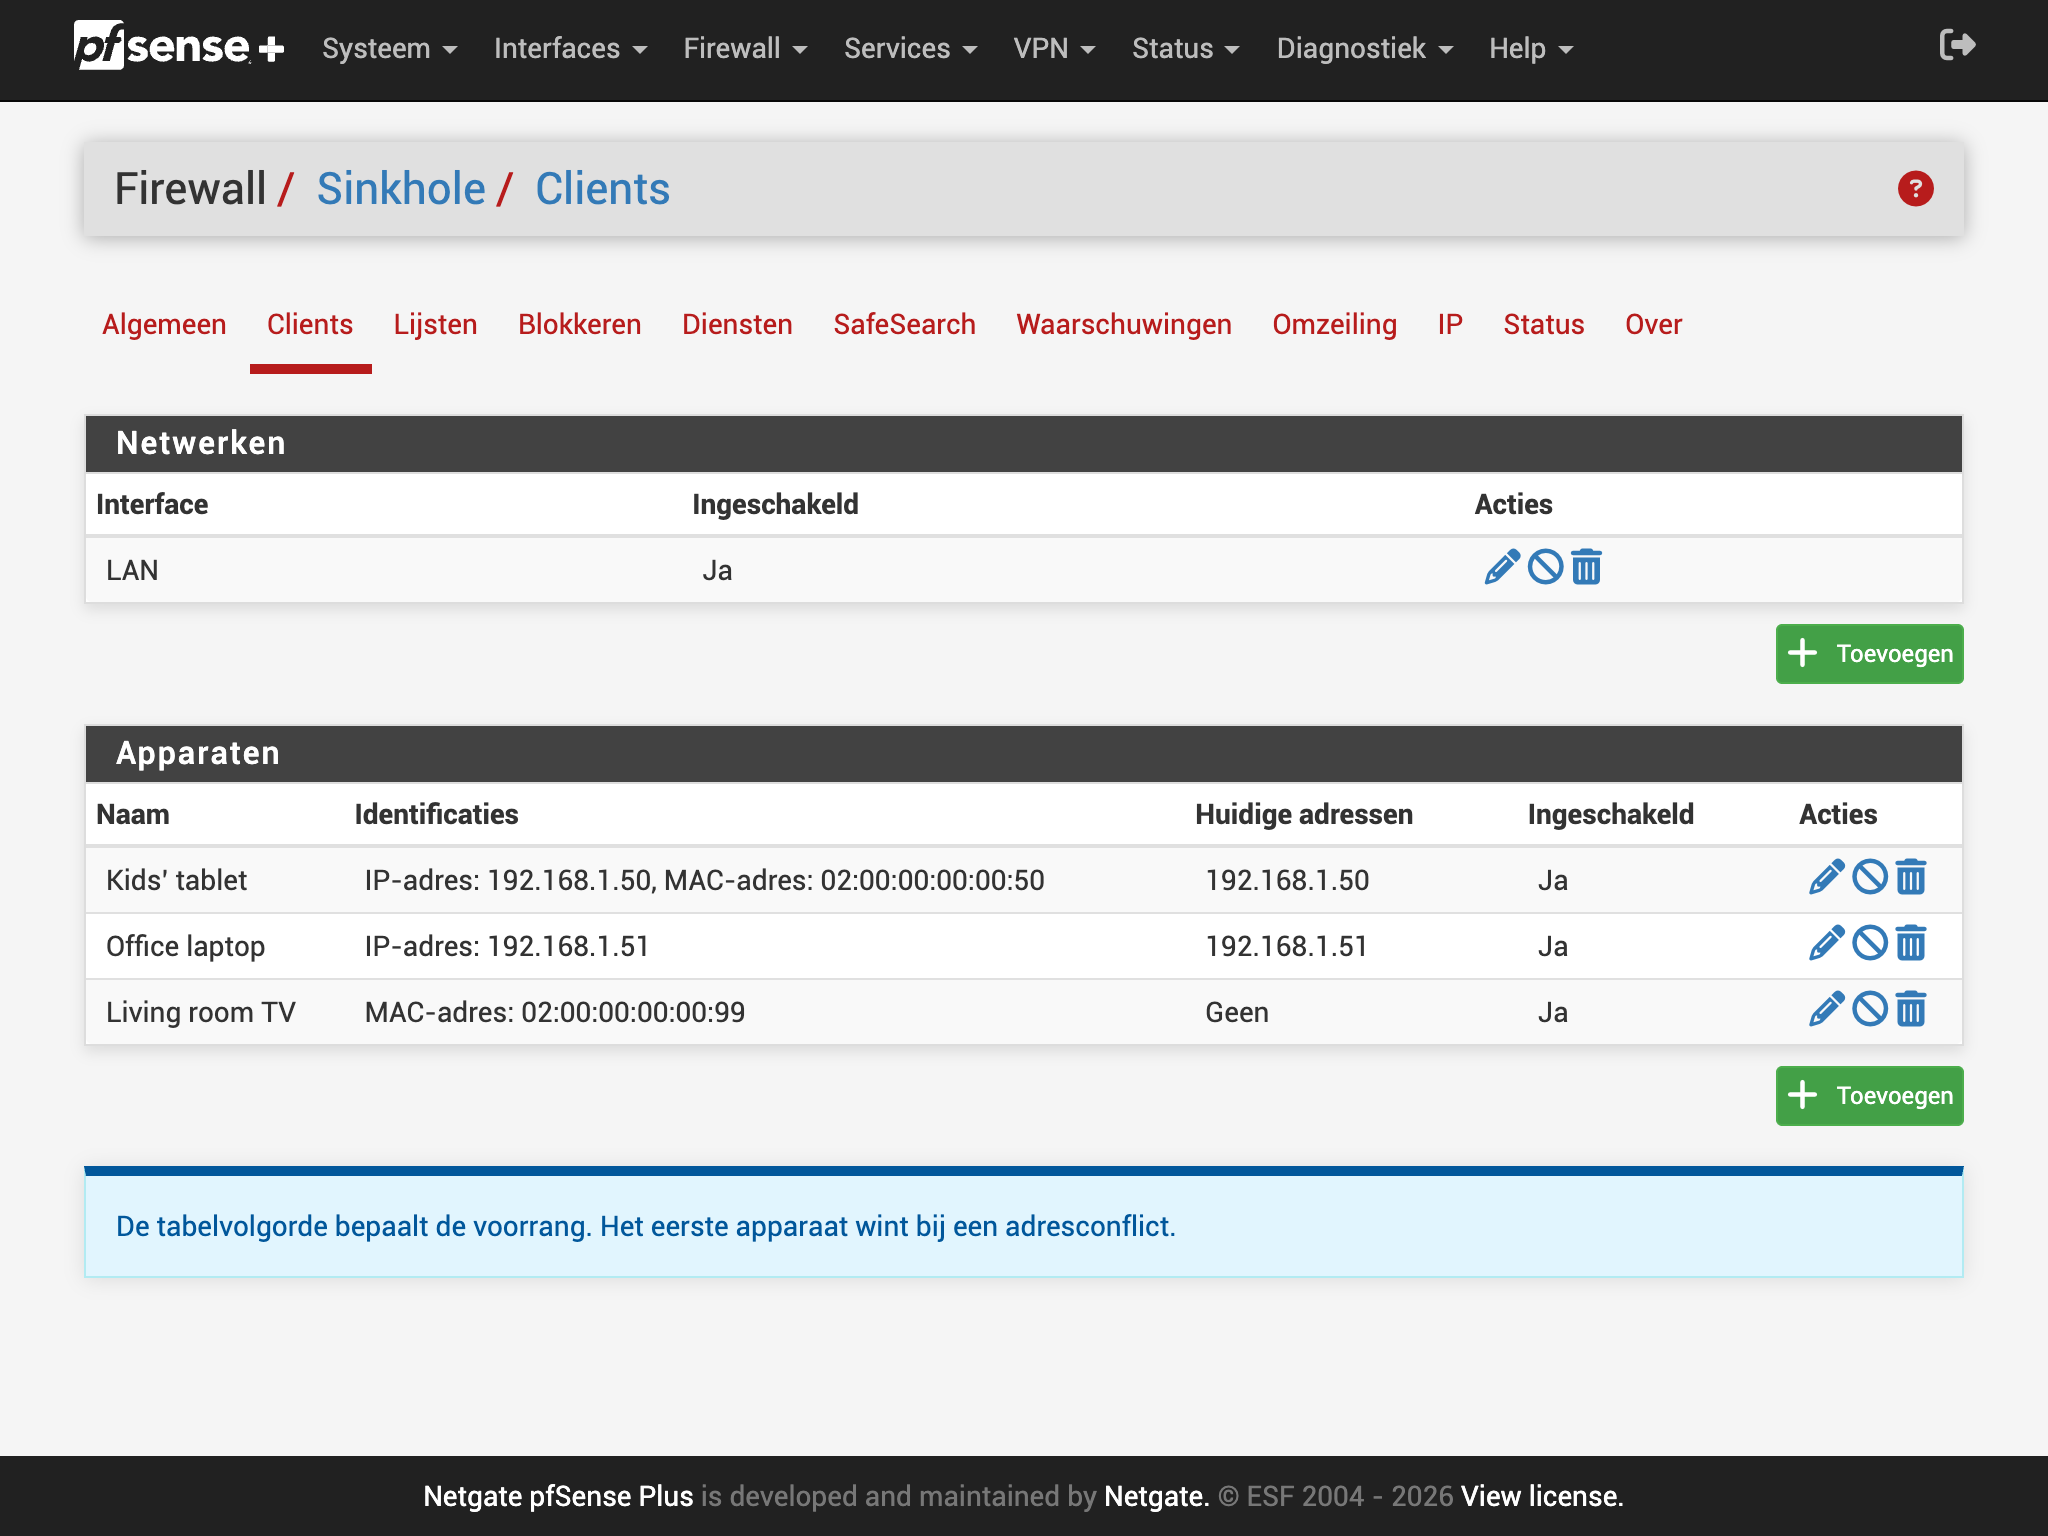 pfsense+ Systeem Interfaces Firewall Services VPN Status Diagnostiek Help
Firewall / Sinkhole / Clients
Algemeen Clients Lijsten Blokkeren Diensten SafeSearch Waarschuwingen Omzeiling IP Status Over
Netwerken
Interface Ingeschakeld Acties
LAN Ja
Toevoegen
Apparaten
Naam Identificaties Huidige adressen Ingeschakeld Acties
Kids' tablet IP-adres: 192.168.1.50, MAC-adres: 02:00:00:00:00:50 192.168.1.50 Ja
Office laptop IP-adres: 192.168.1.51 192.168.1.51 Ja
Living room TV MAC-adres: 02:00:00:00:00:99 Geen Ja
Toevoegen
De tabelvolgorde bepaalt de voorrang. Het eerste apparaat wint bij een adresconflict.
Netgate pfSense Plus is developed and maintained by Netgate. © ESF 2004 - 2026 View license.